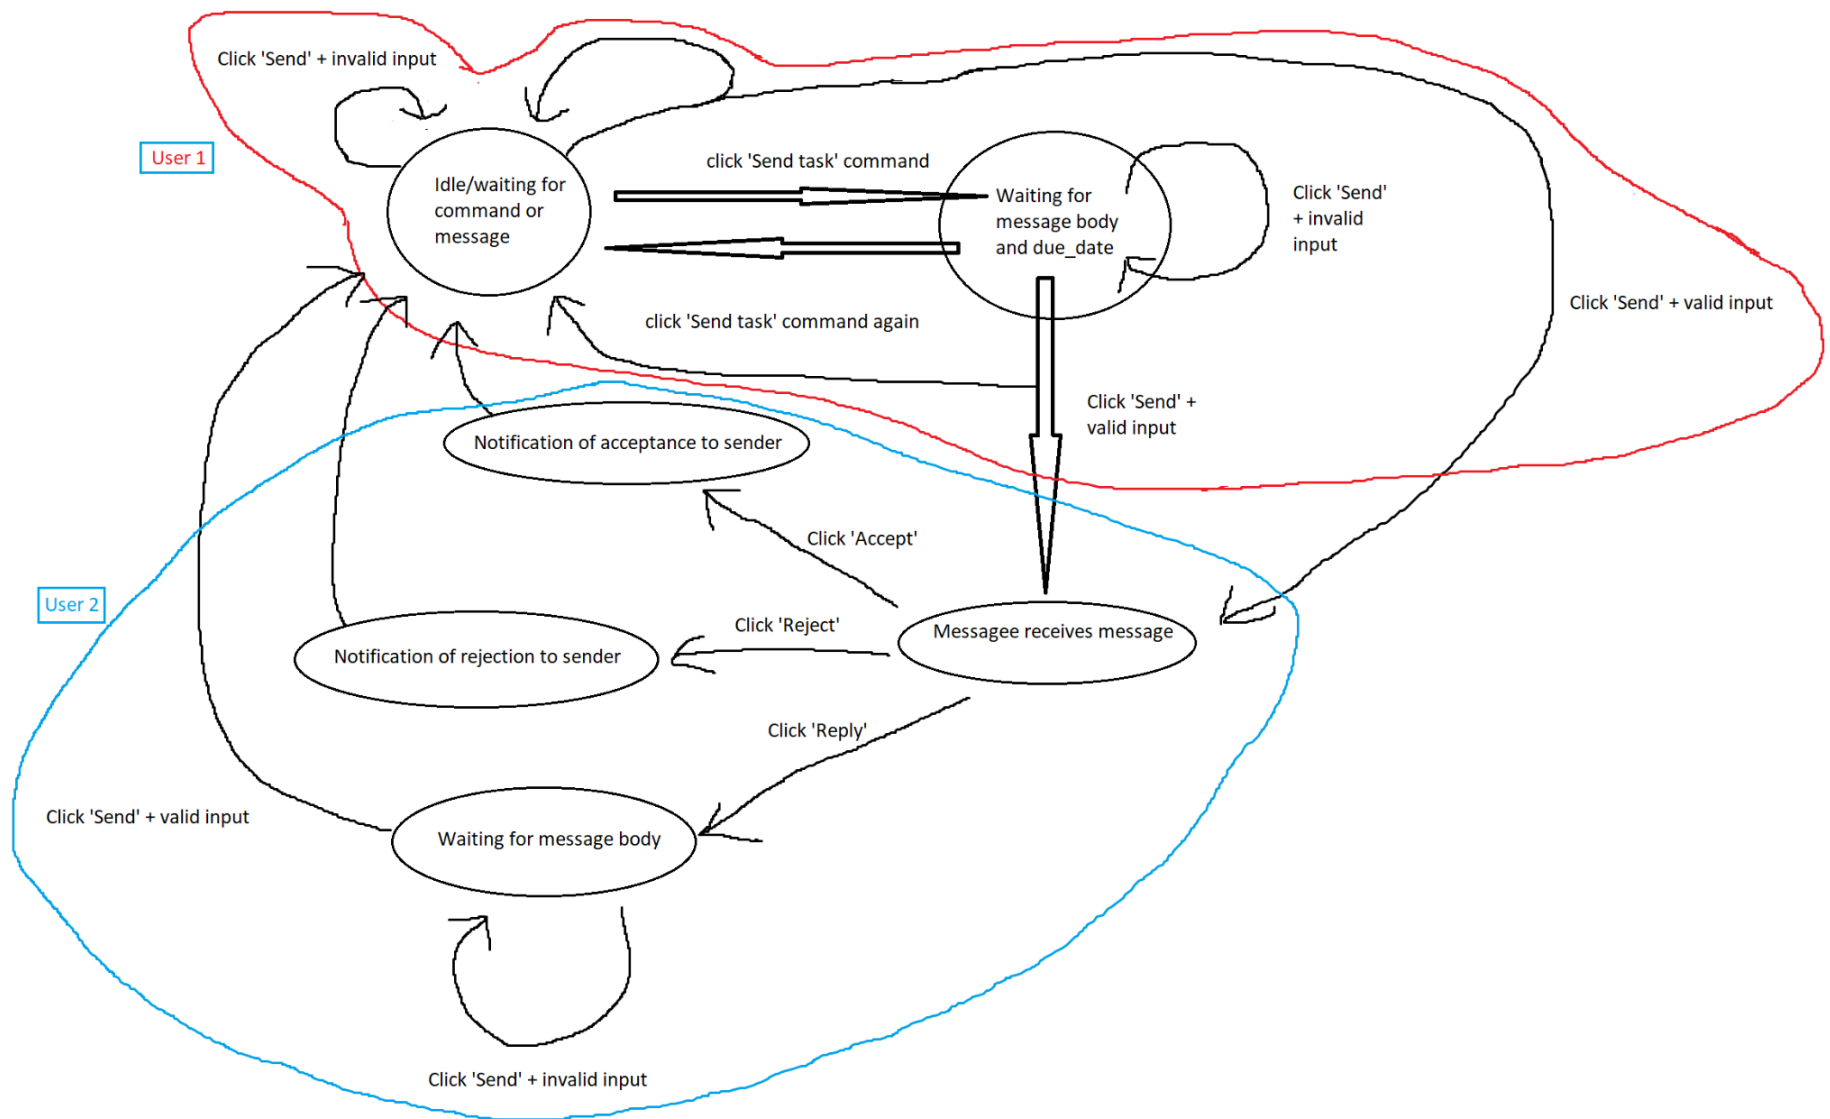 Click 'Send' + invalid input
User 1
click 'Send task' command
Idle/waiting for
command or
message
Waiting for
message body
and due_date
Click 'Send'
+ invalid
input
Click 'Send' + valid input
click 'Send task' command again
Click 'Send' +
valid input
Notification of acceptance to sender
Click 'Accept'
User 2
Click 'Reject'
Messagee receives message
Notification of rejection to sender
Click 'Reply'
Click 'Send' + valid input
Waiting for message body
Click 'Send' + invalid input